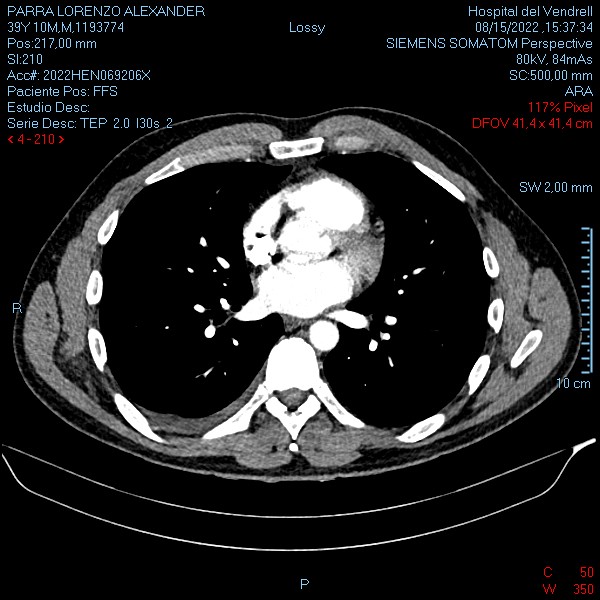 PARRA LORENZO ALEXANDER
39Y 10M,M,1193774
Pos:217,00 mm
SI:210
Acc#: 2022HEN069206X
Paciente Pos: FFS
Estudio Desc:
Serie Desc: TEP 2.0 I30s 2
< 4 - 210 >
Lossy
Hospital del Vendrell
08/15/2022 ,15:37:34
SIEMENS SOMATOM Perspective
80kV, 84mAs
SC:500,00 mm
ARA
117% Pixel
DFOV 41,4 x 41,4 cm
SW 2,00 mm
R
10 cm
P
C 50
W 350